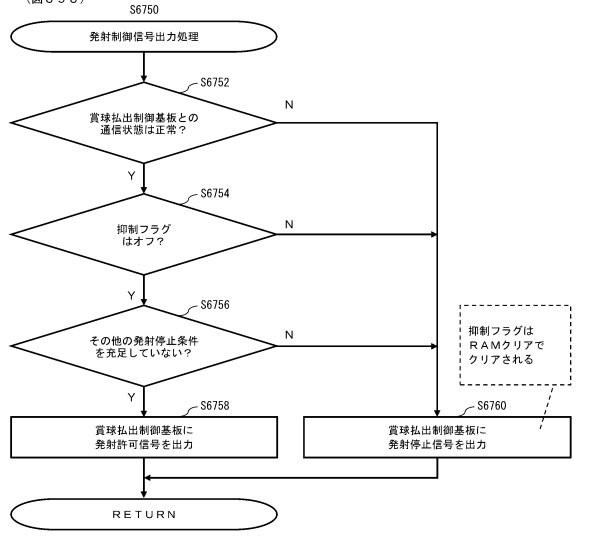 S6750
発射制御信号出力処理
S6752
N
賞球払出制御基板との
通信状態は正常？
Y
S6754
N
抑制フラグ
はオフ？
Y
S6756
N
その他の発射停止条件
を充足していない？
抑制フラグは
ＲＡＭクリアで
クリアされる
Y
S6758
S6760
賞球払出制御基板に
発射許可信号を出力
賞球払出制御基板に
発射停止信号を出力
ＲＥＴＵＲＮ